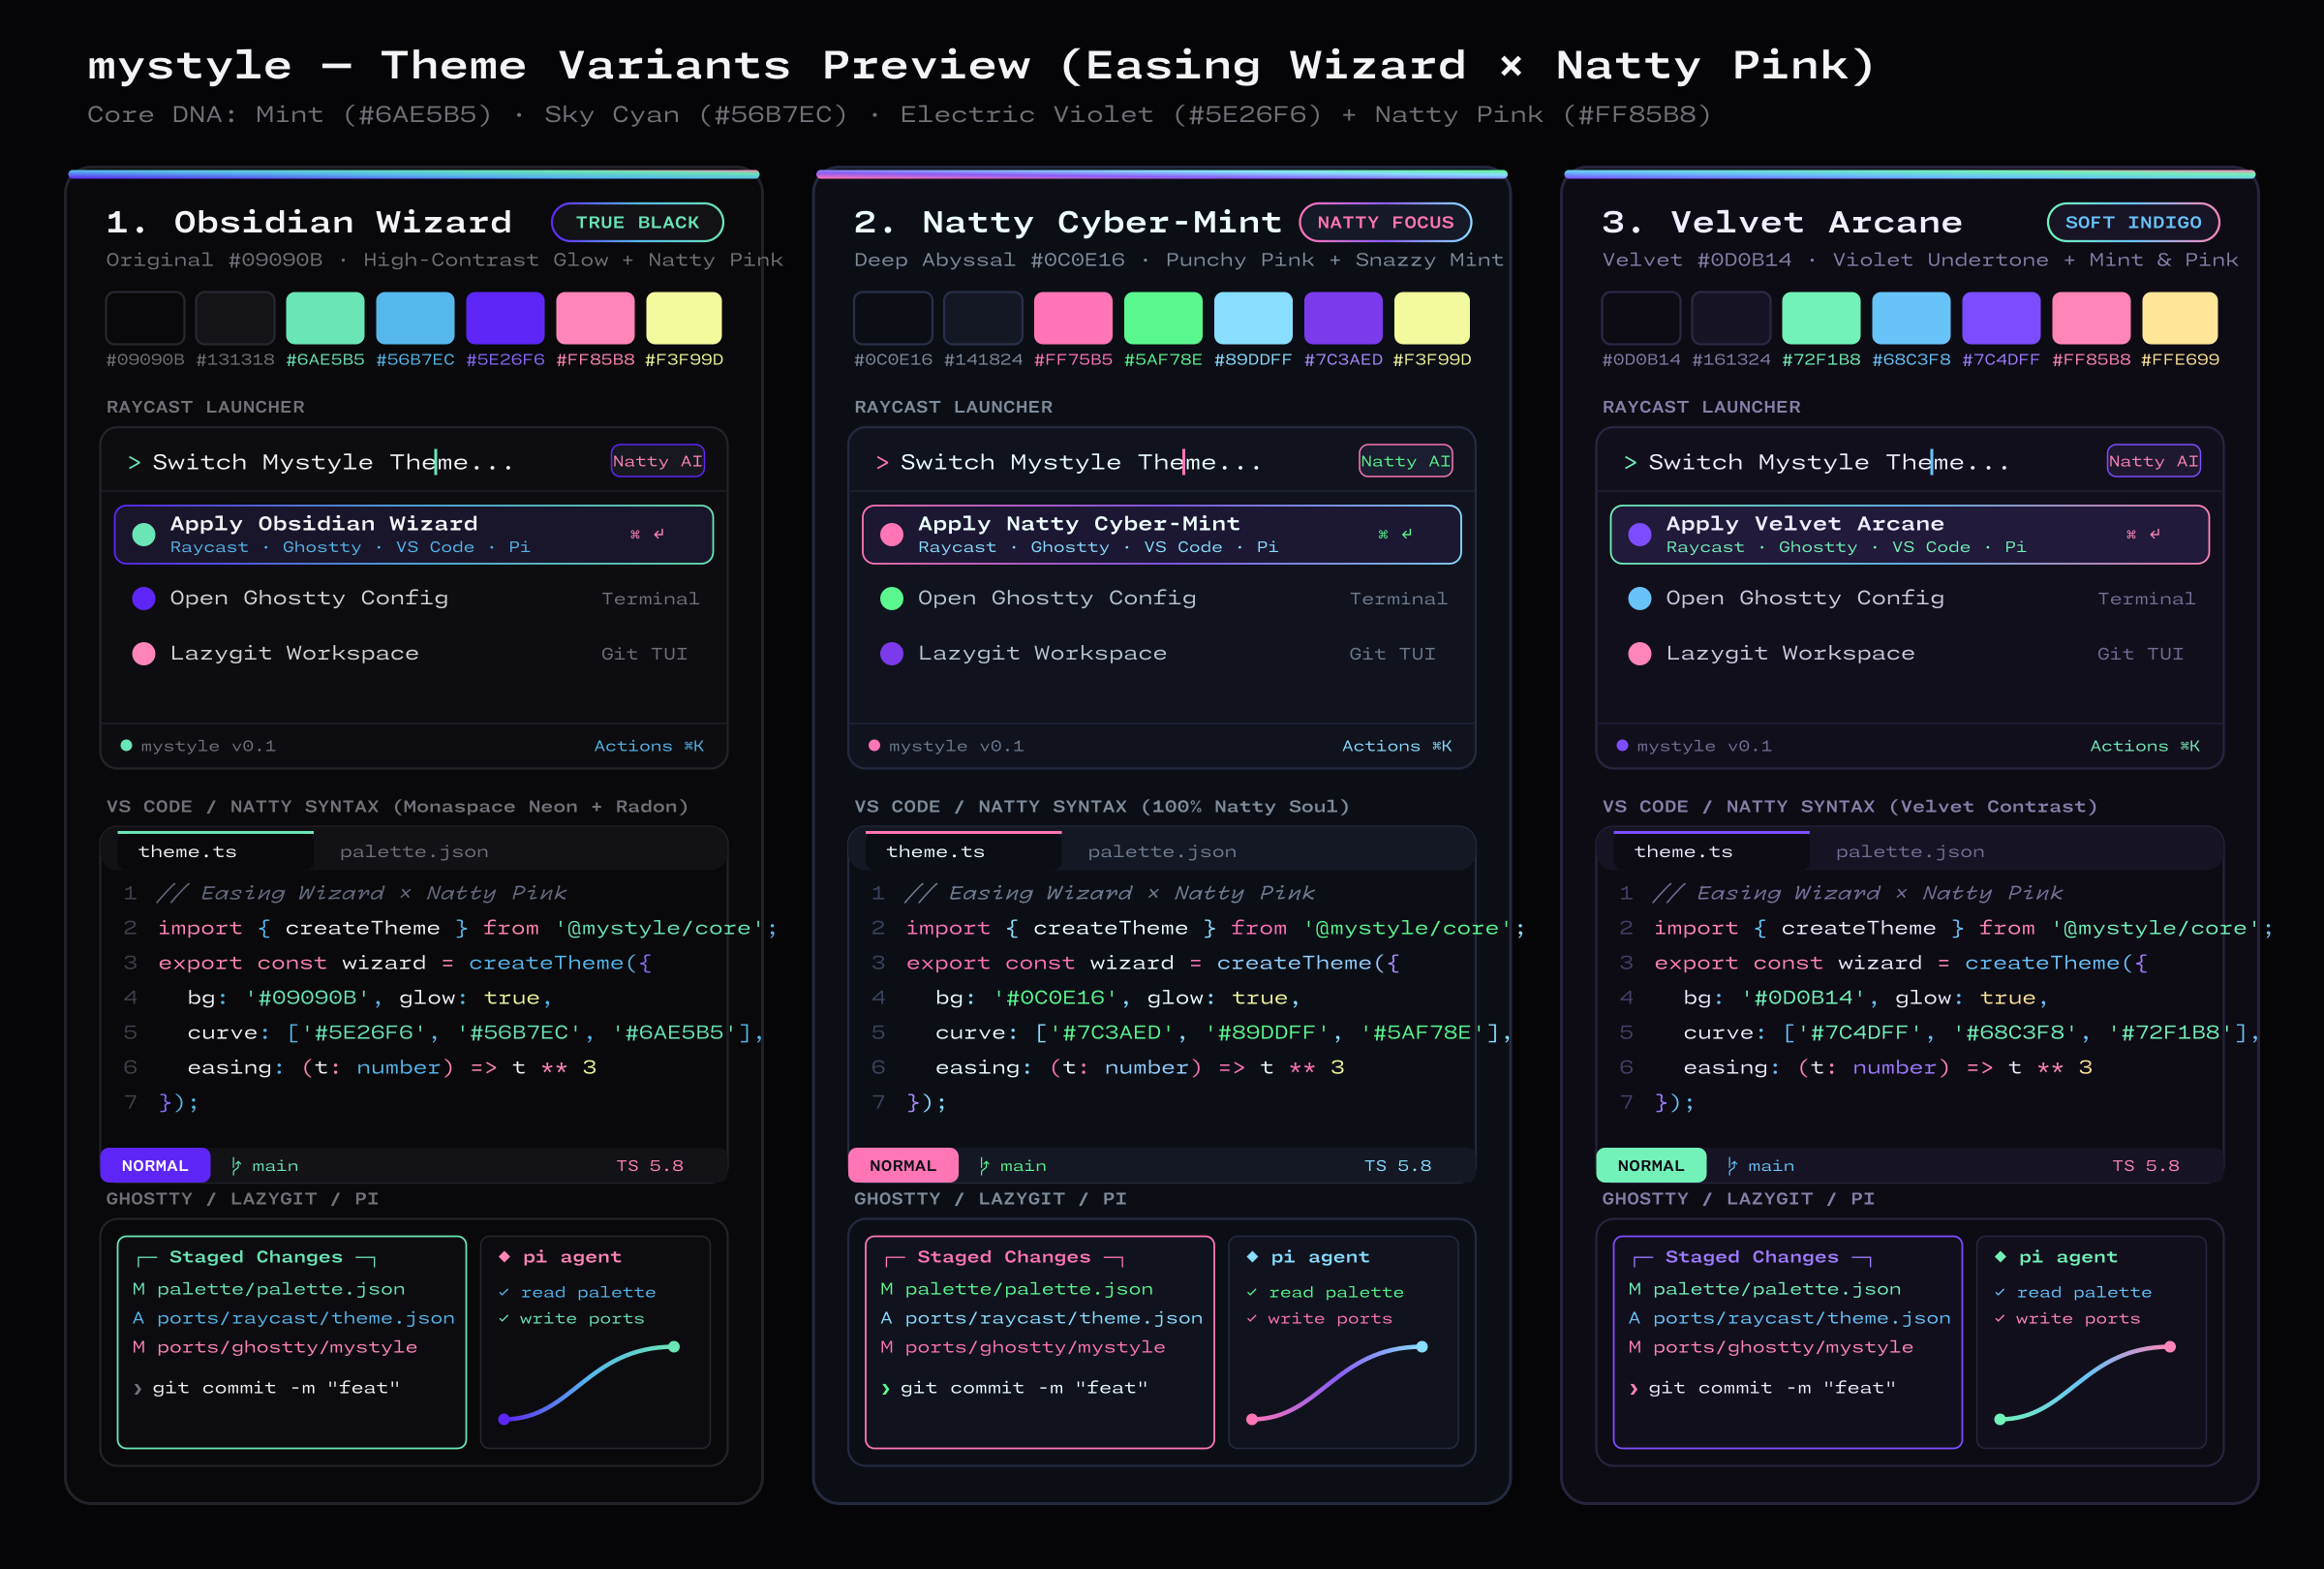 mystyle — Theme Variants Preview (Easing Wizard × Natty Pink)
Core DNA: Mint (#6AE5B5) · Sky Cyan (#56B7EC) · Electric Violet (#5E26F6) + Natty Pink (#FF85B8)
1. Obsidian Wizard
TRUE BLACK
Original #09090B · High-Contrast Glow + Natty Pink
#09090B #131318 #6AE5B5 #56B7EC #5E26F6 #FF85B8 #F3F99D
RAYCAST LAUNCHER
> Switch Mystyle Theme...
Natty AI
Apply Obsidian Wizard
⌘ ↵
Raycast · Ghostty · VS Code · Pi
Open Ghostty Config
Terminal
Lazygit Workspace
Git TUI
mystyle v0.1
Actions ⌘K
VS CODE / NATTY SYNTAX (Monaspace Neon + Radon)
theme.ts
palette.json
1 // Easing Wizard × Natty Pink
2 import { createTheme } from '@mystyle/core';
3 export const wizard = createTheme({
4 bg: '#09090B', glow: true,
5 curve: ['#5E26F6', '#56B7EC', '#6AE5B5'],
6 easing: (t: number) => t ** 3
7 });
NORMAL
main
TS 5.8
GHOSTTY / LAZYGIT / PI
┌─ Staged Changes ─┐
M palette/palette.json
A ports/raycast/theme.json
M ports/ghostty/mystyle
❯ git commit -m "feat"
◆ pi agent
✓ read palette
✓ write ports
2. Natty Cyber-Mint
NATTY FOCUS
Deep Abyssal #0C0E16 · Punchy Pink + Snazzy Mint
#0C0E16 #141824 #FF75B5 #5AF78E #89DDFF #7C3AED #F3F99D
RAYCAST LAUNCHER
> Switch Mystyle Theme...
Natty AI
Apply Natty Cyber-Mint
⌘ ↵
Raycast · Ghostty · VS Code · Pi
Open Ghostty Config
Terminal
Lazygit Workspace
Git TUI
mystyle v0.1
Actions ⌘K
VS CODE / NATTY SYNTAX (100% Natty Soul)
theme.ts
palette.json
1 // Easing Wizard × Natty Pink
2 import { createTheme } from '@mystyle/core';
3 export const wizard = createTheme({
4 bg: '#0C0E16', glow: true,
5 curve: ['#7C3AED', '#89DDFF', '#5AF78E'],
6 easing: (t: number) => t ** 3
7 });
NORMAL
main
TS 5.8
GHOSTTY / LAZYGIT / PI
┌─ Staged Changes ─┐
M palette/palette.json
A ports/raycast/theme.json
M ports/ghostty/mystyle
❯ git commit -m "feat"
◆ pi agent
✓ read palette
✓ write ports
3. Velvet Arcane
SOFT INDIGO
Velvet #0D0B14 · Violet Undertone + Mint & Pink
#0D0B14 #161324 #72F1B8 #68C3F8 #7C4DFF #FF85B8 #FFE699
RAYCAST LAUNCHER
> Switch Mystyle Theme...
Natty AI
Apply Velvet Arcane
⌘ ↵
Raycast · Ghostty · VS Code · Pi
Open Ghostty Config
Terminal
Lazygit Workspace
Git TUI
mystyle v0.1
Actions ⌘K
VS CODE / NATTY SYNTAX (Velvet Contrast)
theme.ts
palette.json
1 // Easing Wizard × Natty Pink
2 import { createTheme } from '@mystyle/core';
3 export const wizard = createTheme({
4 bg: '#0D0B14', glow: true,
5 curve: ['#7C4DFF', '#68C3F8', '#72F1B8'],
6 easing: (t: number) => t ** 3
7 });
NORMAL
main
TS 5.8
GHOSTTY / LAZYGIT / PI
┌─ Staged Changes ─┐
M palette/palette.json
A ports/raycast/theme.json
M ports/ghostty/mystyle
❯ git commit -m "feat"
◆ pi agent
✓ read palette
✓ write ports